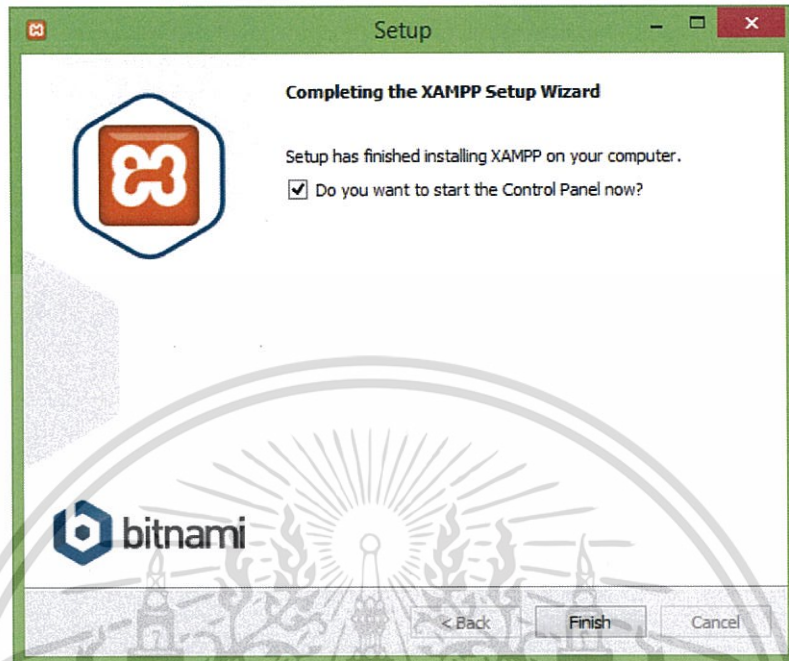 Setup
Completing the XAMPP Setup Wizard
Setup has finished installing XAMPP on your computer.
Do you want to start the Control Panel now?
bitnami
< Back
Finish
Cancel